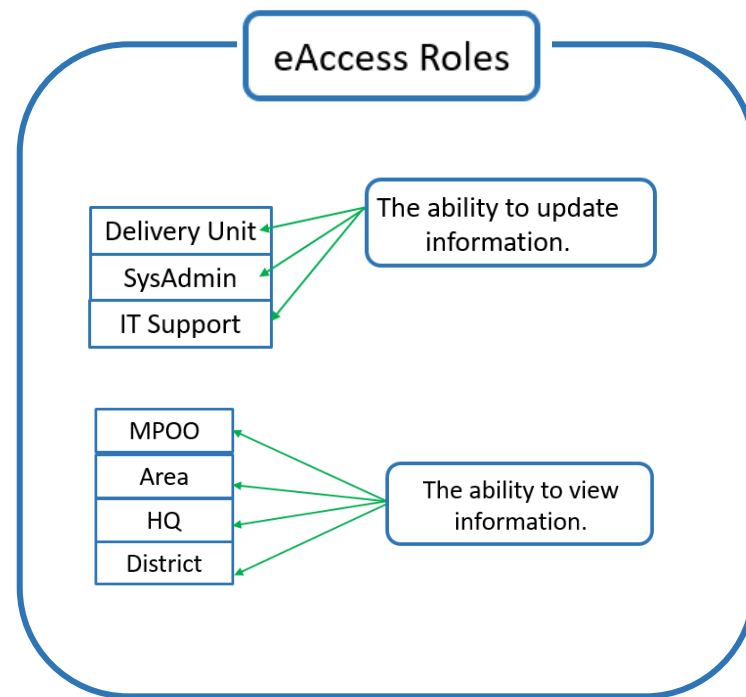 eAccess Roles
The ability to update
information.
Delivery Unit
SysAdmin
IT Support
MPOO
Area
HQ
District
The ability to view
information.